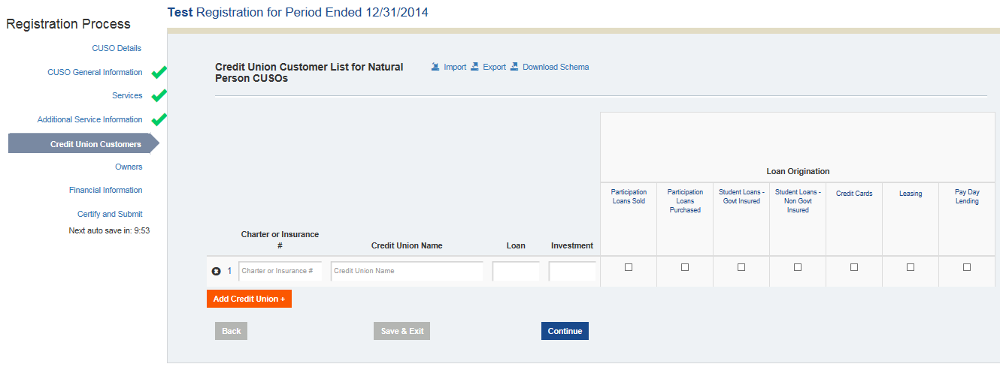 Test Registration for Period Ended 12/31/2014
Registration Process
CUSO Details
CUSO General Information
Services
Additional Service Information
Credit Union Customers
Owners
Financial Information
Certify and Submit
Next auto save in: 9:53
Credit Union Customer List for Natural
Person CUSOs
Import Export Download Schema
Loan Origination
Participation
Loans Sold
Participation
Loans
Purchased
Student Loans -
Govt Insured
Student Loans -
Non Govt
Insured
Credit Cards
Leasing
Pay Day
Lending
Charter or Insurance
#
Credit Union Name
Loan
Investment
1 Charter or Insurance # Credit Union Name
Add Credit Union +
Back Save & Exit Continue